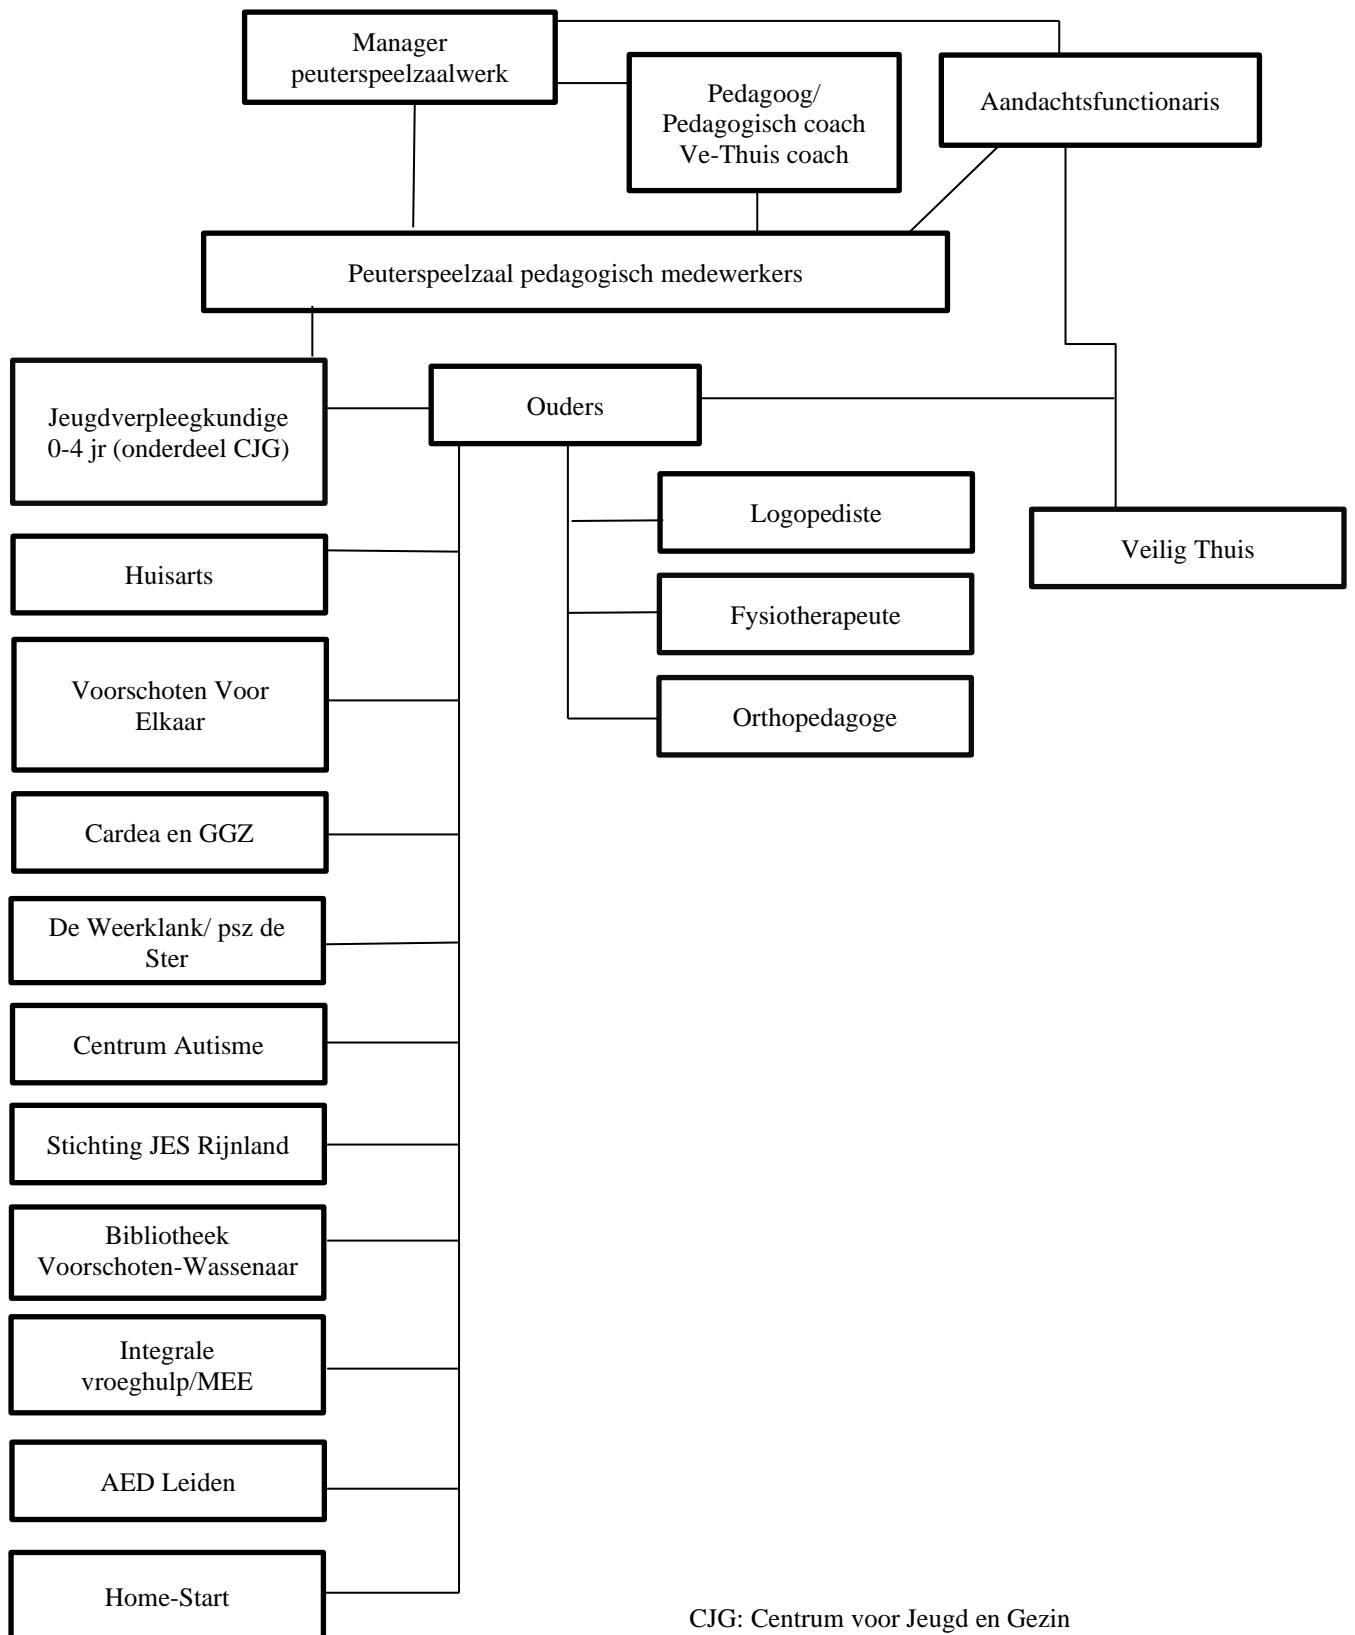 Manager
peuterspeelzaalwerk
Pedagoog/
Pedagogisch coach
Ve-Thuis coach
Aandachtsfunctionaris
Peuterspeelzaal pedagogisch medewerkers
Jeugdverpleegkundige
0-4 jr (onderdeel CJG)
Ouders
Logopediste
Veilig Thuis
Huisarts
Fysiotherapeute
Voorschoten Voor
Elkaar
Orthopedagoge
Cardea en GGZ
De Weerklank/ psz de
Ster
Centrum Autisme
Stichting JES Rijnland
Bibliotheek
Voorschoten-Wassenaar
Integrale
vroeghulp/MEE
AED Leiden
Home-Start
CJG: Centrum voor Jeugd en Gezin